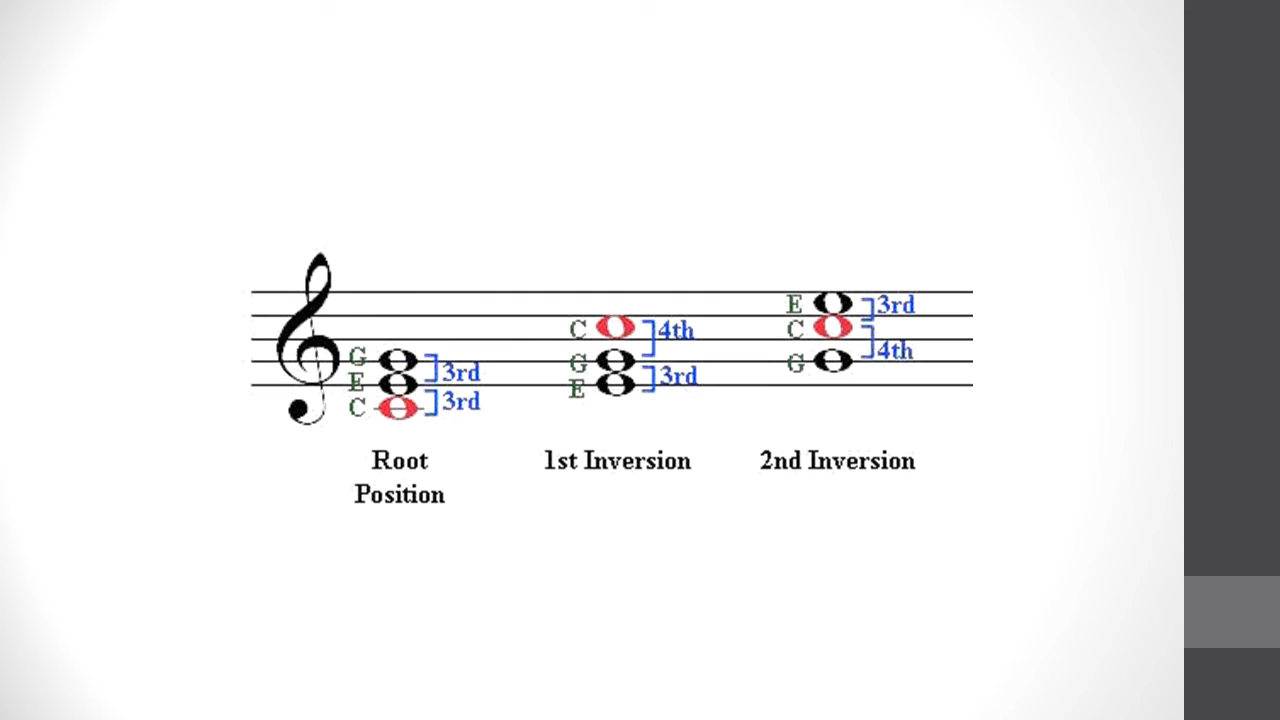 E 3rd
C 4th C
G G 4th
3rd G
E 3rd E
C 3rd
Root 1st Inversion 2nd Inversion
Position